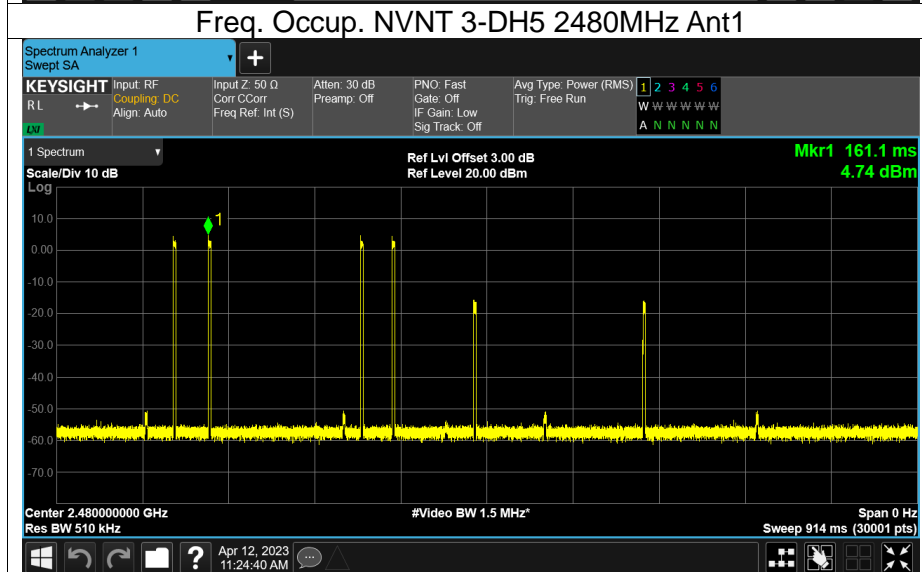 Freq. Occup. NVNT 3-DH5 2480MHz Ant1
Spectrum Analyzer 1
Swept SA
+
KEYSIGHT Input: RF Input Z: 50 Ω Atten: 30 dB PNO: Fast Avg Type: Power (RMS) 1 2 3 4 5 6
RL Coupling: DC Corr CCorr Preamp: Off Gate: Off Trig: Free Run W W W W W W
Align: Auto Freq Ref: Int (S) IF Gain: Low
LXI Sig Track: Off A N N N N N
1 Spectrum Ref Lvl Offset 3.00 dB Mkr1 161.1 ms
Scale/Div 10 dB Ref Level 20.00 dBm 4.74 dBm
Log
1
10.0
0.00
-10.0
-20.0
-30.0
-40.0
-50.0
-60.0
-70.0
Center 2.480000000 GHz #Video BW 1.5 MHz* Span 0 Hz
Res BW 510 kHz Sweep 914 ms (30001 pts)
? Apr 12, 2023
11:24:40 AM